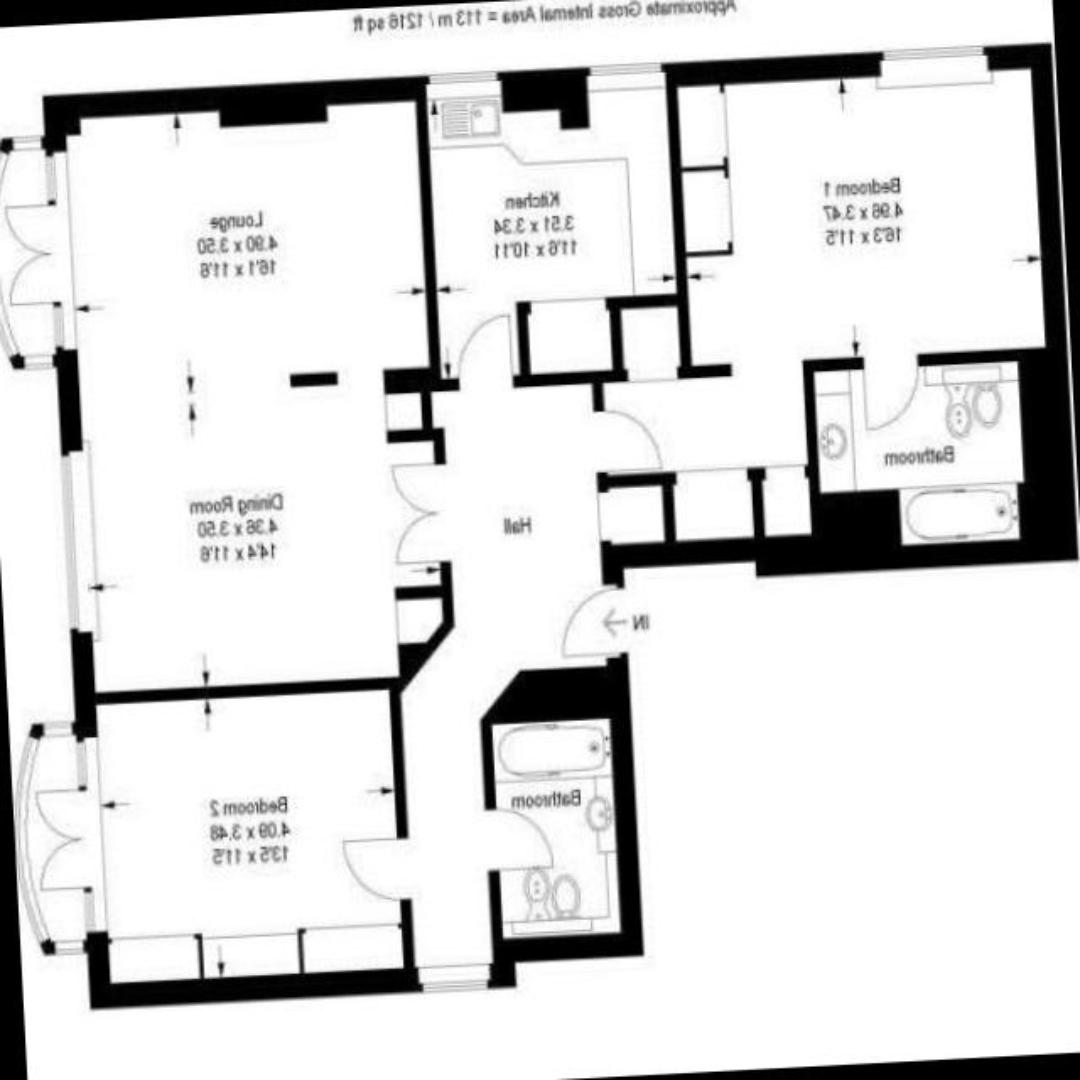 Approximate Gross Internal Area = 113 m / 1216 sq ft
Lounge
4.90 x 3.50
16'1 x 11'6
Kitchen
3.51 x 3.34
11'6 x 10'11
Bedroom 1
4.96 x 3.47
16'3 x 11'5
Bathroom
Dining Room
4.36 x 3.50
14'4 x 11'6
Hall
IN
Bedroom 2
4.09 x 3.48
13'5 x 11'5
Bathroom